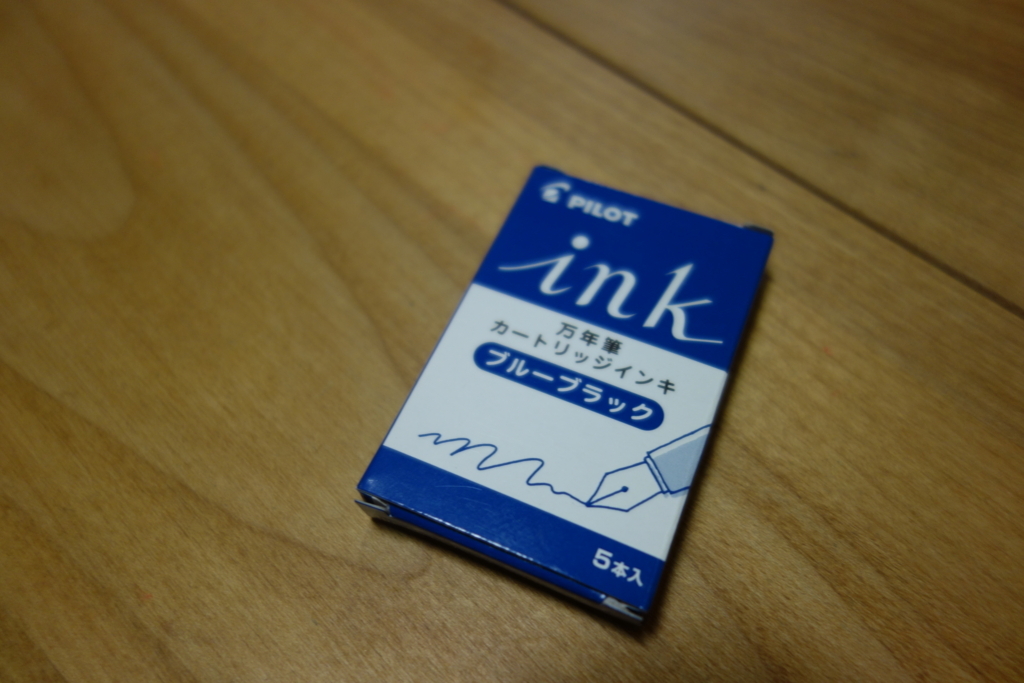 PILOT
ink
万年筆
カートリッジインキ
ブルーブラック
5本入